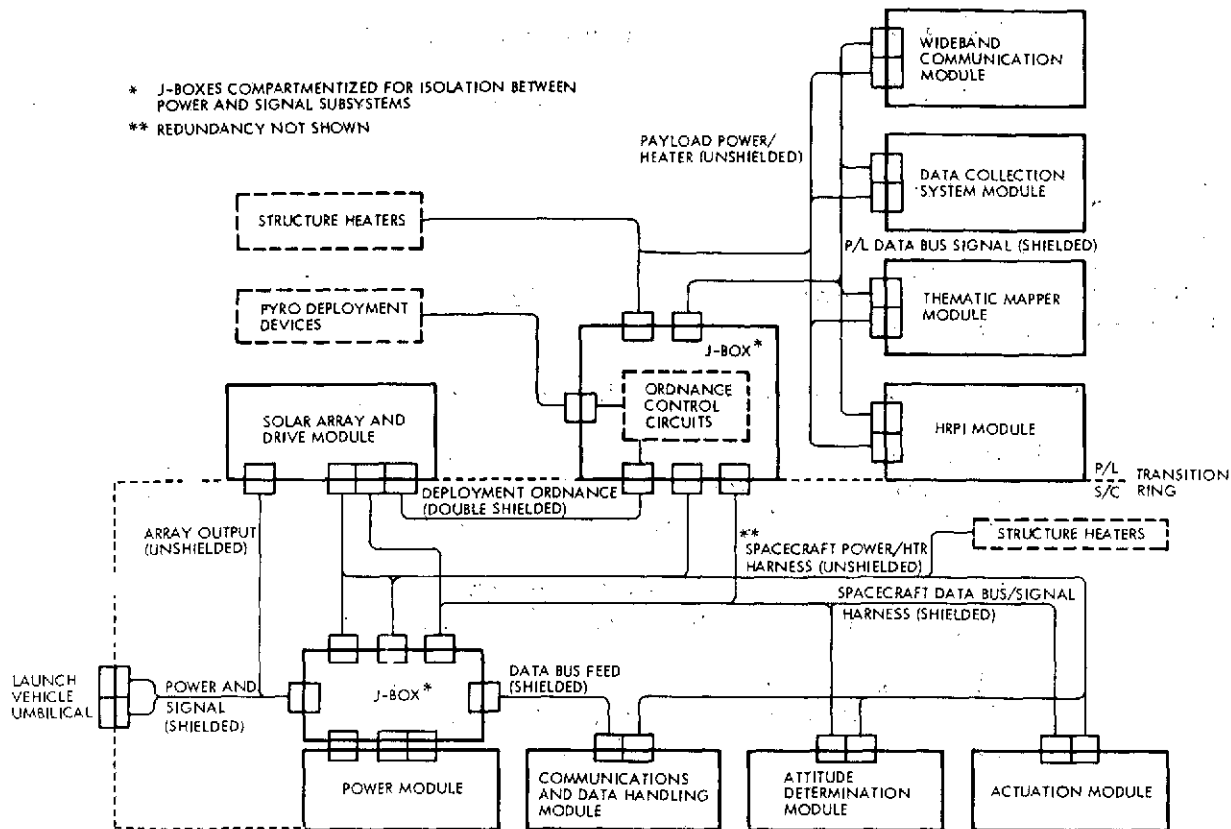 * J-BOXES COMPARTMENTIZED FOR ISOLATION BETWEEN
POWER AND SIGNAL SUBSYSTEMS
** REDUNDANCY NOT SHOWN
WIDEBAND
COMMUNICATION
MODULE
PAYLOAD POWER/
HEATER (UNSHIELDED)
DATA COLLECTION
SYSTEM MODULE
STRUCTURE HEATERS
P/L DATA BUS SIGNAL (SHIELDED)
PYRO DEPLOYMENT
DEVICES
THEMATIC MAPPER
MODULE
J-BOX*
ORDNANCE
CONTROL
CIRCUITS
SOLAR ARRAY AND
DRIVE MODULE
HRPI MODULE
P/L
S/C
TRANSITION
RING
DEPLOYMENT ORDNANCE
(DOUBLE SHIELDED)
ARRAY OUTPUT
(UNSHIELDED)
**
SPACECRAFT POWER/HTR
HARNESS (UNSHIELDED)
STRUCTURE HEATERS
SPACECRAFT DATA BUS/SIGNAL
HARNESS (SHIELDED)
LAUNCH
VEHICLE
UMBILICAL
POWER AND
SIGNAL
(SHIELDED)
J-BOX*
DATA BUS FEED
(SHIELDED)
POWER MODULE
COMMUNICATIONS
AND DATA HANDLING
MODULE
ATTITUDE
DETERMINATION
MODULE
ACTUATION MODULE